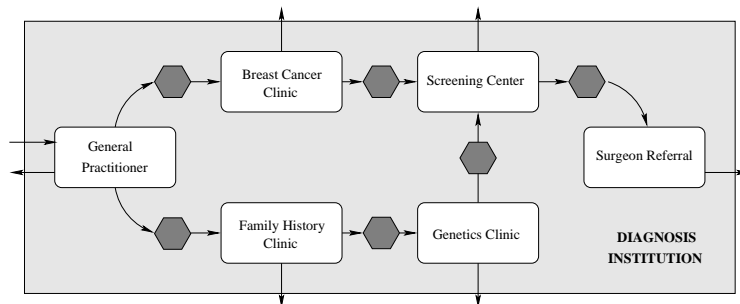 Breast Cancer
Clinic
Screening Center
General
Practitioner
Surgeon Referral
Family History
Clinic
Genetics Clinic
DIAGNOSIS
INSTITUTION